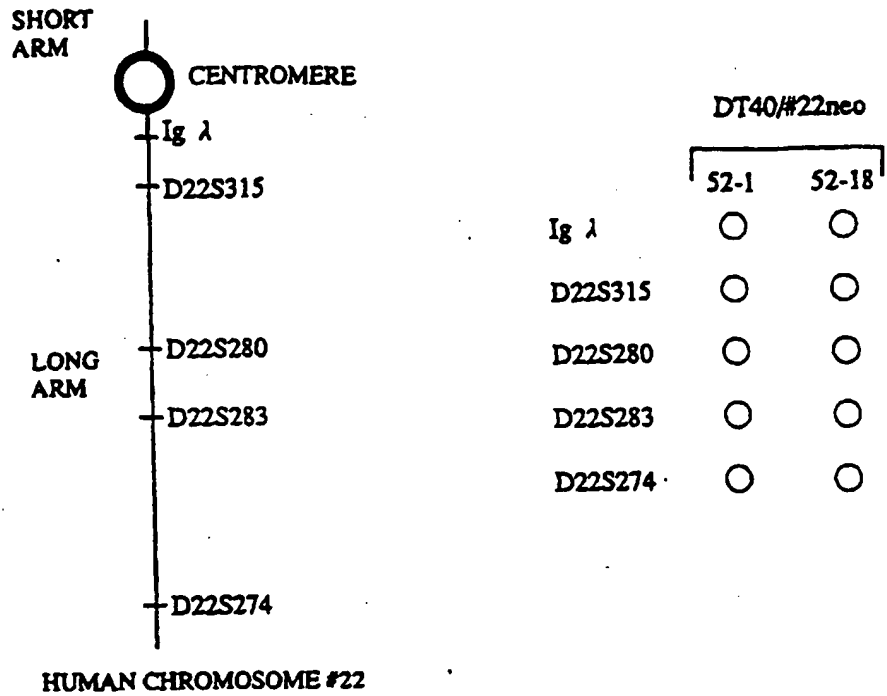 SHORT
ARM
CENTROMERE
Ig λ
D22S315
D22S280
LONG
ARM
D22S283
D22S274
HUMAN CHROMOSOME #22
DT40/#22neo
52-1 52-18
Ig λ
D22S315
D22S280
D22S283
D22S274